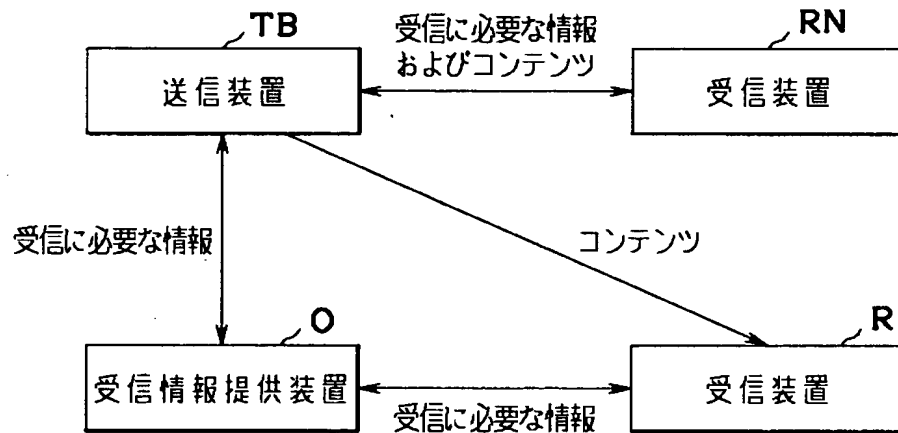 TB
送信装置
受信に必要な情報
およびコンテンツ
RN
受信装置
受信に必要な情報
コンテンツ
O
受信情報提供装置
受信に必要な情報
R
受信装置